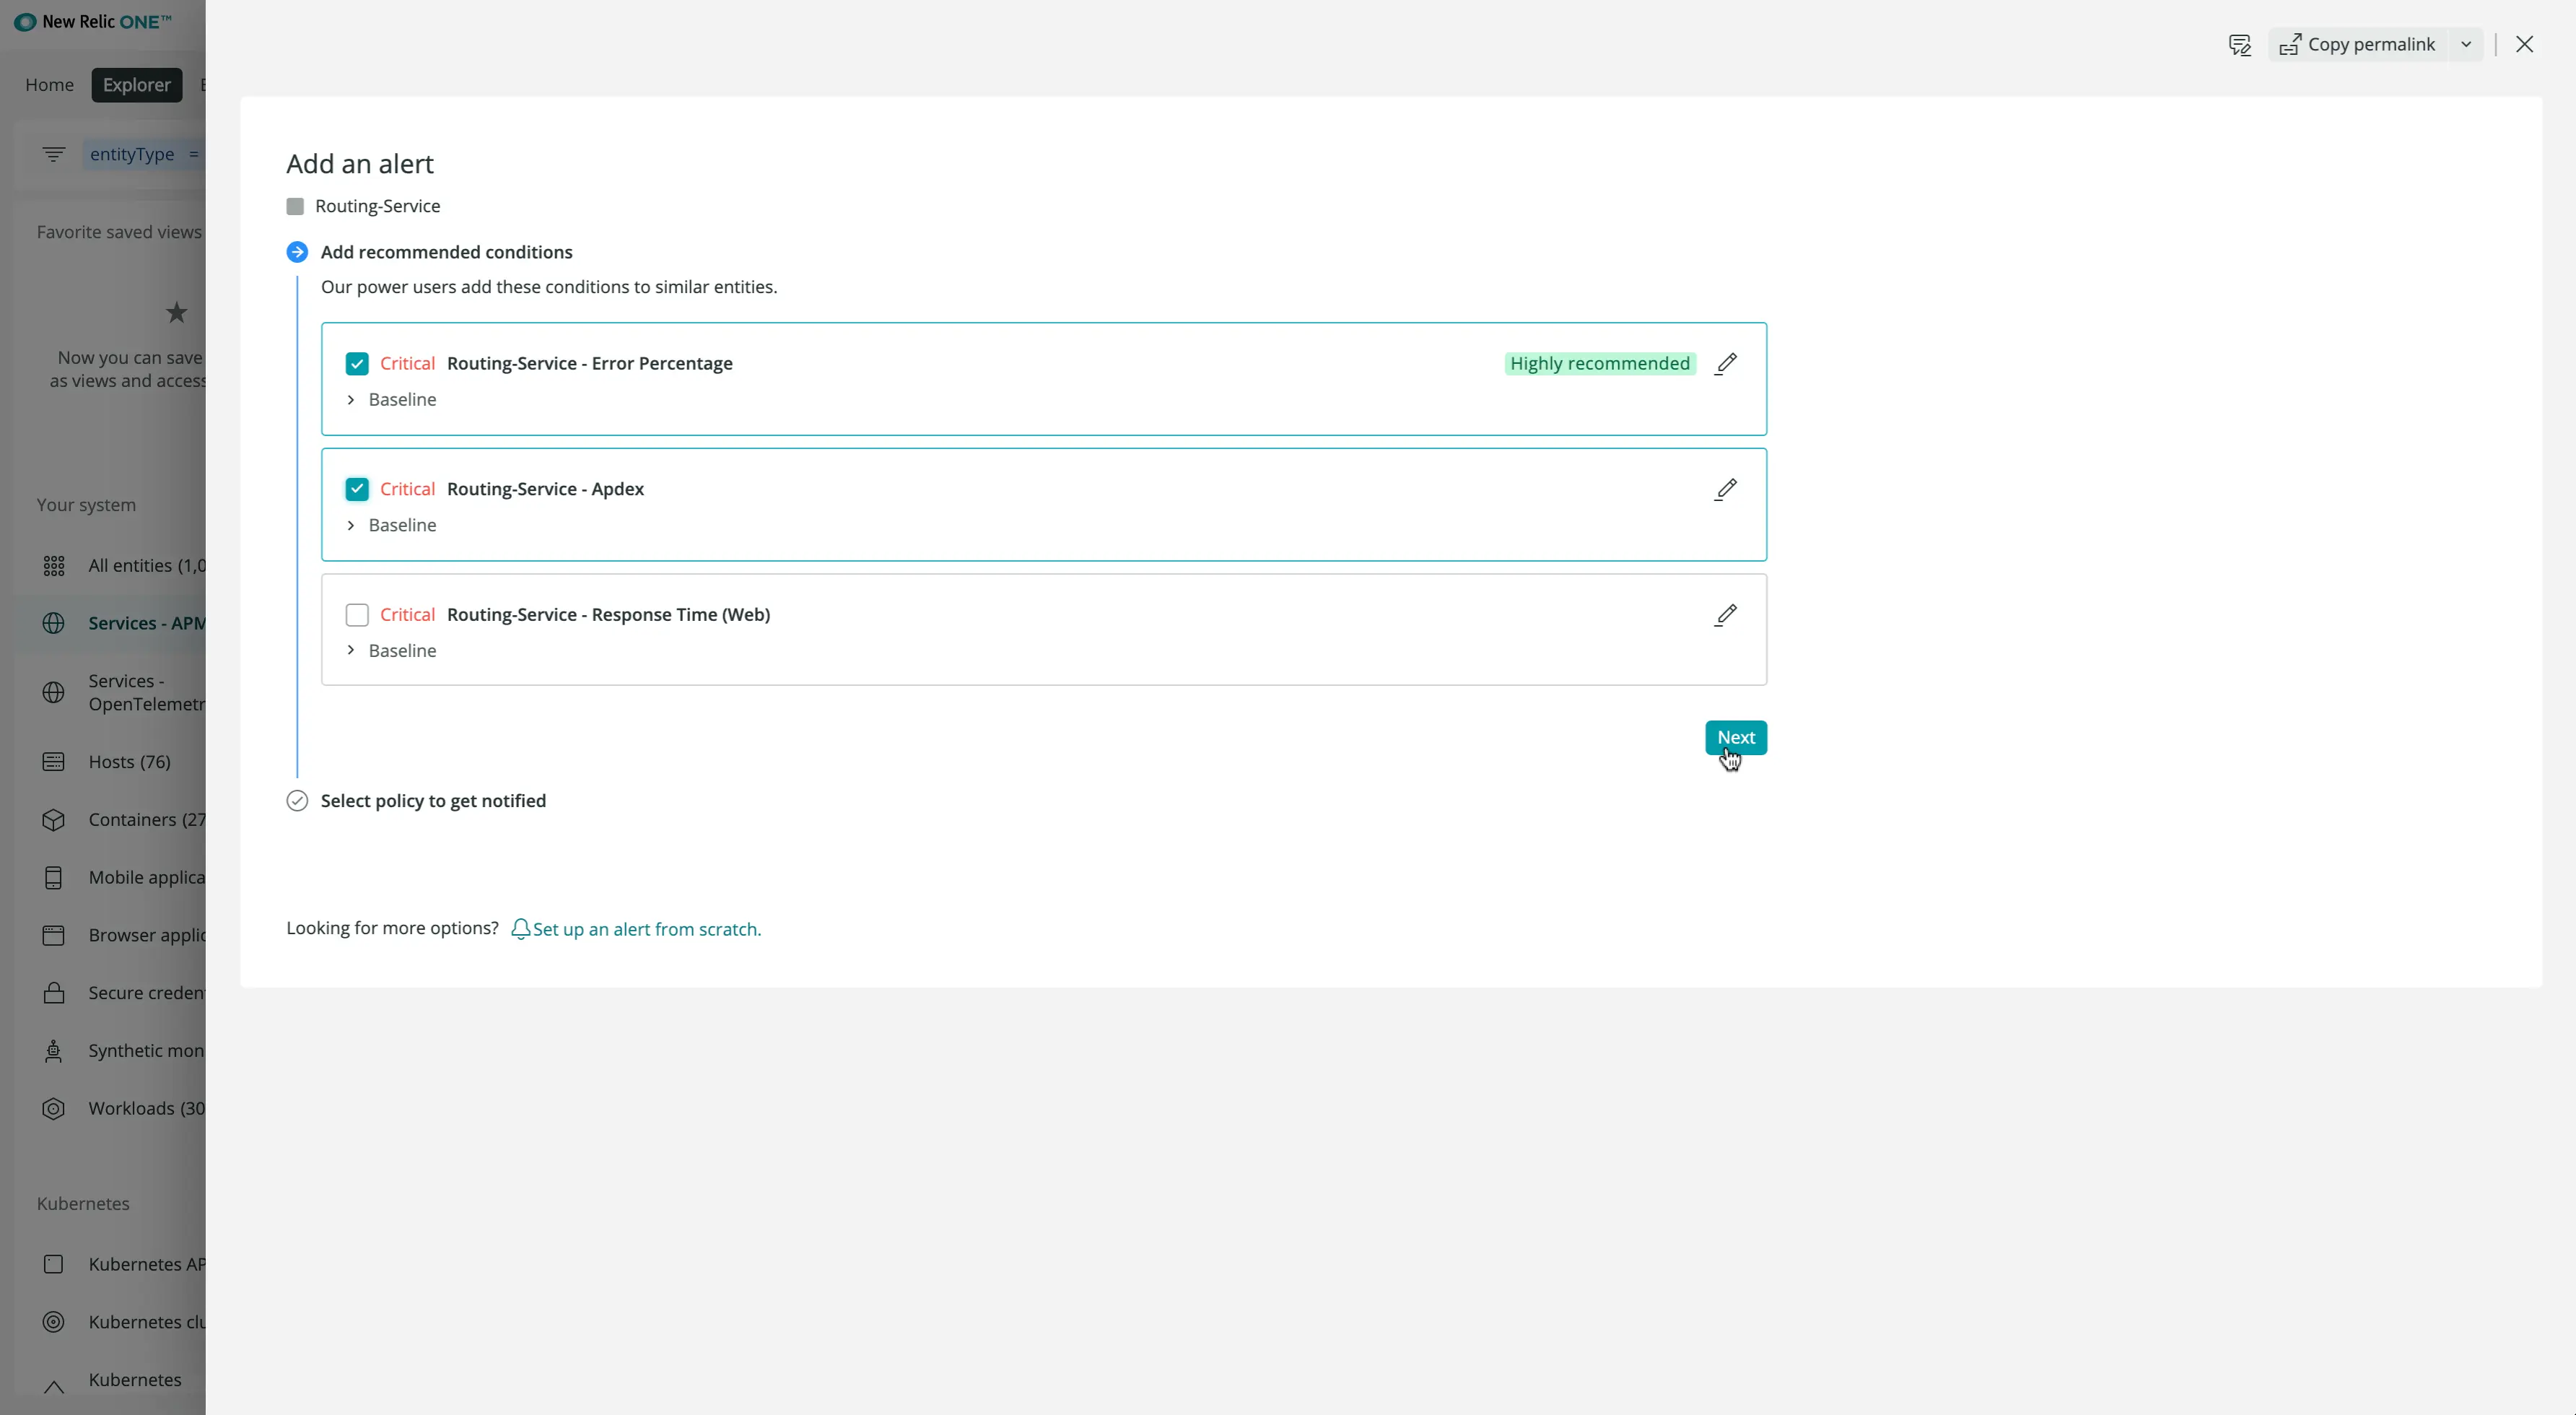 New Relic ONE™
Copy permalink
Home Explorer
entityType =
Favorite saved views
Now you can save
as views and access
Your system
All entities (1,0
Services - APM
Services -
OpenTelemetr
Hosts (76)
Containers (27
Mobile applica
Browser applic
Secure creden
Synthetic mon
Workloads (30
Kubernetes
Kubernetes AP
Kubernetes clu
Kubernetes
Add an alert
Routing-Service
Add recommended conditions
Our power users add these conditions to similar entities.
Critical Routing-Service - Error Percentage Highly recommended
Baseline
Critical Routing-Service - Apdex
Baseline
Critical Routing-Service - Response Time (Web)
Baseline
Next
Select policy to get notified
Looking for more options? Set up an alert from scratch.